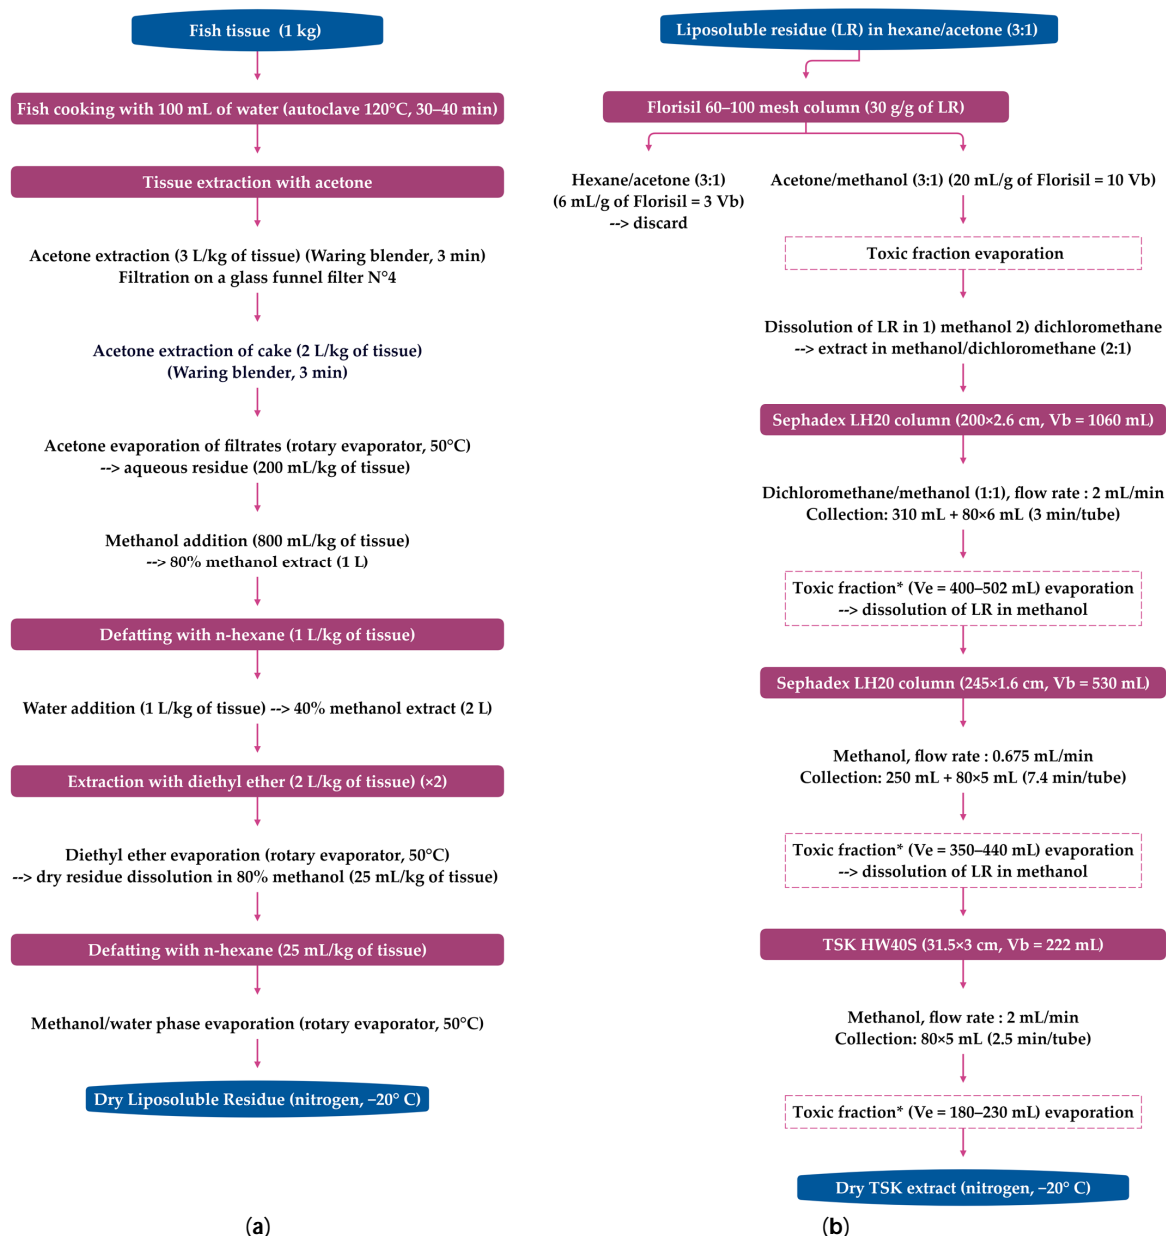 Fish tissue (1 kg)
Fish cooking with 100 mL of water (autoclave 120°C, 30–40 min)
Tissue extraction with acetone
Acetone extraction (3 L/kg of tissue) (Waring blender, 3 min)
Filtration on a glass funnel filter N°4
Acetone extraction of cake (2 L/kg of tissue)
(Waring blender, 3 min)
Acetone evaporation of filtrates (rotary evaporator, 50°C)
--> aqueous residue (200 mL/kg of tissue)
Methanol addition (800 mL/kg of tissue)
--> 80% methanol extract (1 L)
Defatting with n-hexane (1 L/kg of tissue)
Water addition (1 L/kg of tissue) --> 40% methanol extract (2 L)
Extraction with diethyl ether (2 L/kg of tissue) (×2)
Diethyl ether evaporation (rotary evaporator, 50°C)
--> dry residue dissolution in 80% methanol (25 mL/kg of tissue)
Defatting with n-hexane (25 mL/kg of tissue)
Methanol/water phase evaporation (rotary evaporator, 50°C)
Dry Liposoluble Residue (nitrogen, –20° C)
(a)
Liposoluble residue (LR) in hexane/acetone (3:1)
Florisil 60–100 mesh column (30 g/g of LR)
Hexane/acetone (3:1)
(6 mL/g of Florisil = 3 Vb)
--> discard
Acetone/methanol (3:1) (20 mL/g of Florisil = 10 Vb)
Toxic fraction evaporation
Dissolution of LR in 1) methanol 2) dichloromethane
--> extract in methanol/dichloromethane (2:1)
Sephadex LH20 column (200×2.6 cm, Vb = 1060 mL)
Dichloromethane/methanol (1:1), flow rate : 2 mL/min
Collection: 310 mL + 80×6 mL (3 min/tube)
Toxic fraction* (Ve = 400–502 mL) evaporation
--> dissolution of LR in methanol
Sephadex LH20 column (245×1.6 cm, Vb = 530 mL)
Methanol, flow rate : 0.675 mL/min
Collection: 250 mL + 80×5 mL (7.4 min/tube)
Toxic fraction* (Ve = 350–440 mL) evaporation
--> dissolution of LR in methanol
TSK HW40S (31.5×3 cm, Vb = 222 mL)
Methanol, flow rate : 2 mL/min
Collection: 80×5 mL (2.5 min/tube)
Toxic fraction* (Ve = 180–230 mL) evaporation
Dry TSK extract (nitrogen, –20° C)
(b)